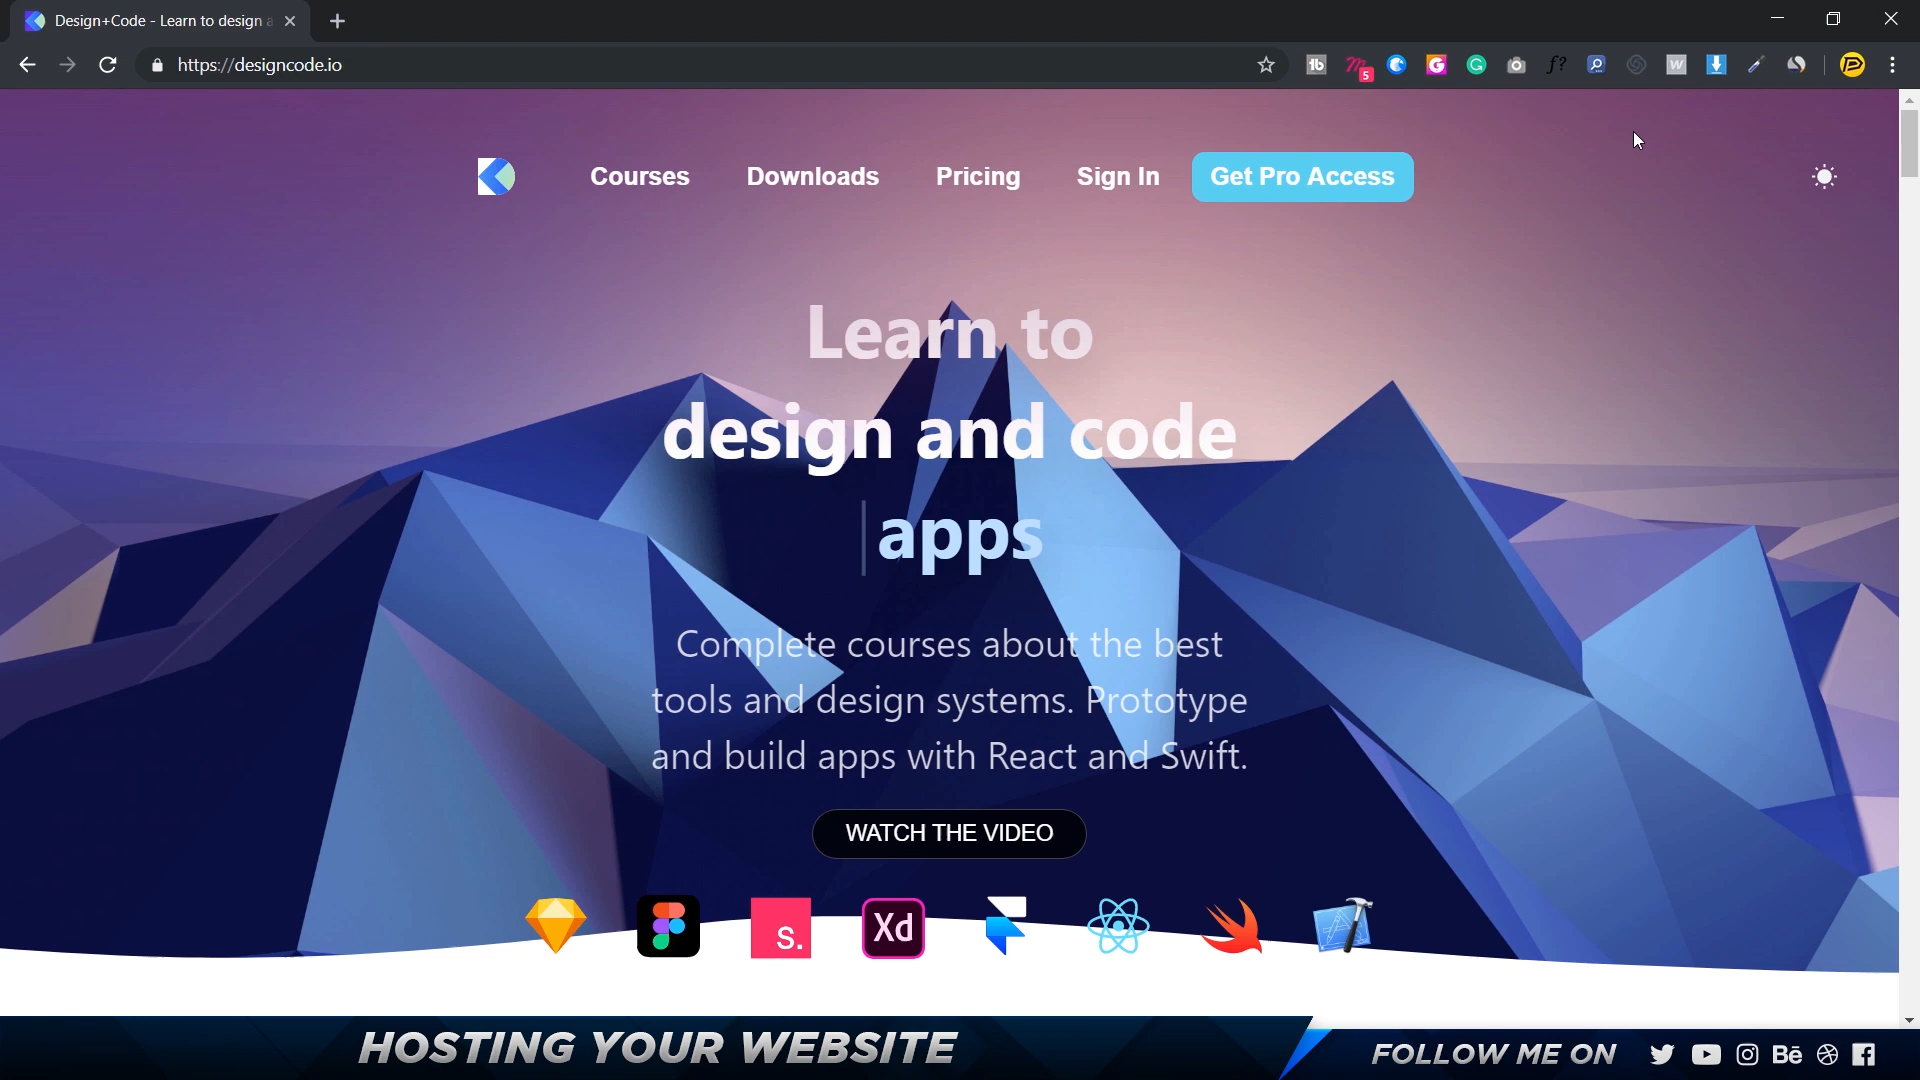 Design+Code - Learn to design a
https://designcode.io
5
Courses
Downloads
Pricing
Sign In
Get Pro Access
Learn to
design and code
apps
Complete courses about the best
tools and design systems. Prototype
and build apps with React and Swift.
WATCH THE VIDEO
s.
Xd
HOSTING YOUR WEBSITE
FOLLOW ME ON
Bē